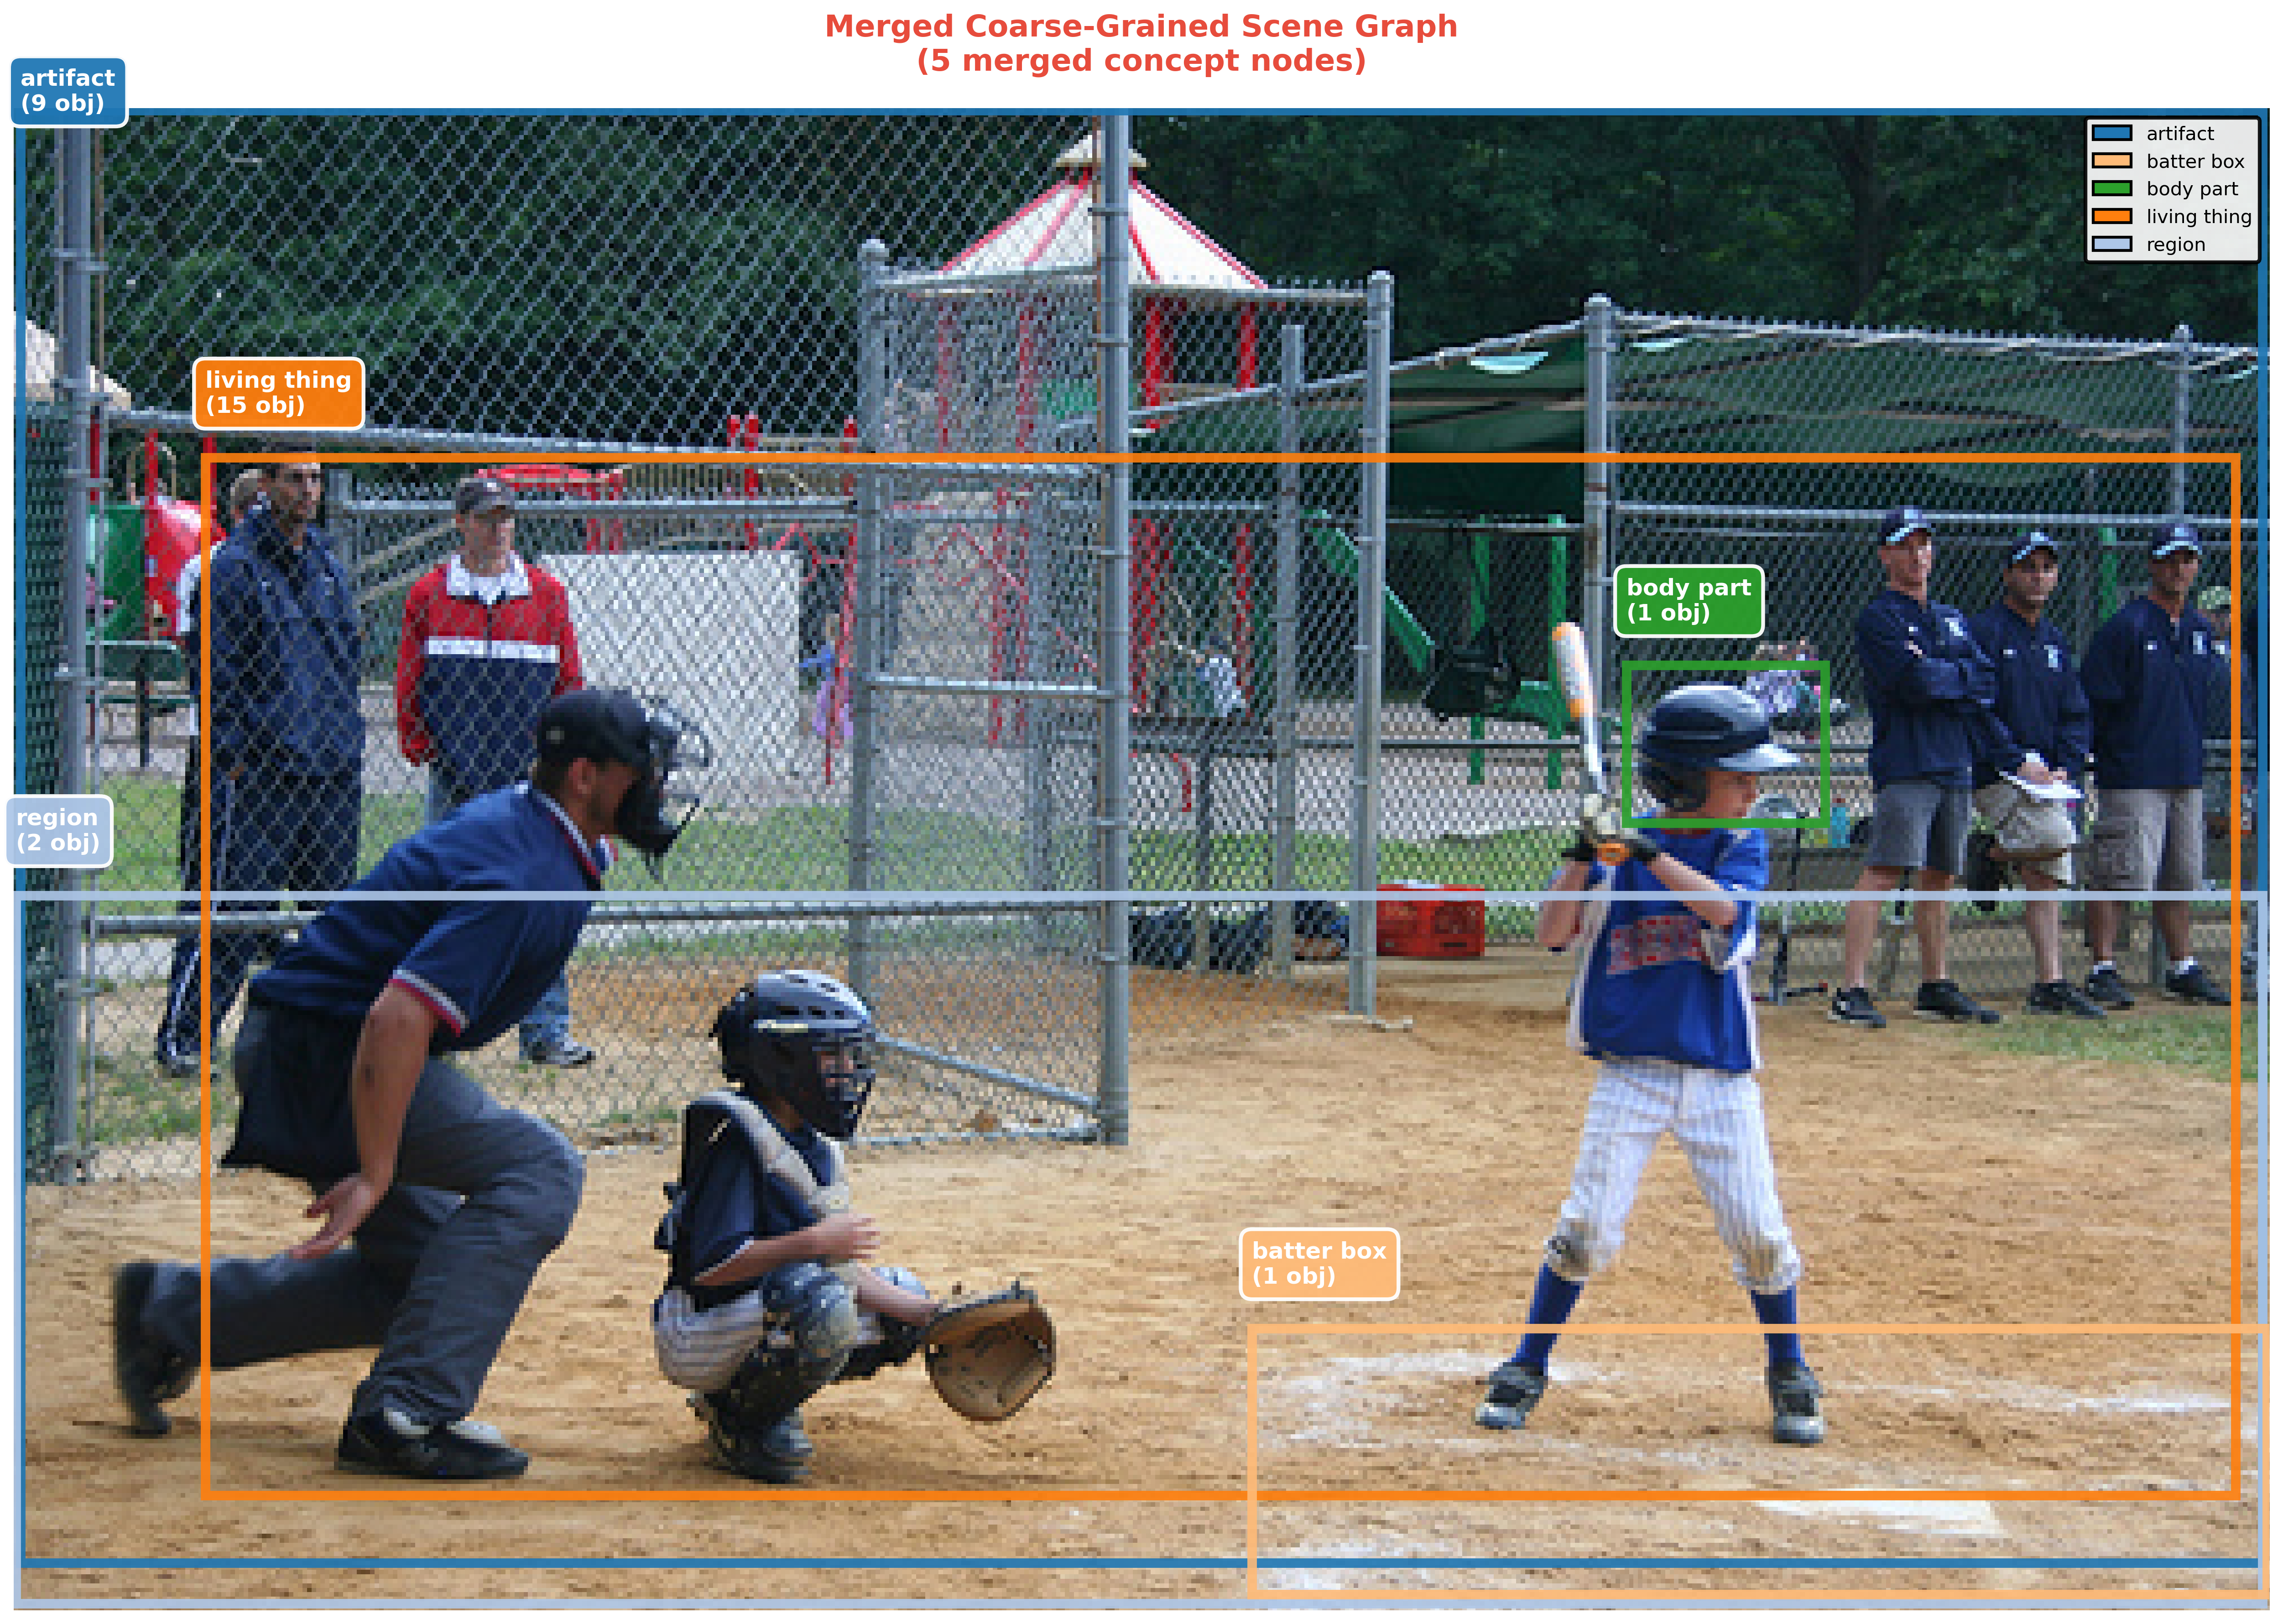 Merged Coarse-Grained Scene Graph
(5 merged concept nodes)
artifact
(9 obj)
artifact
batter box
body part
living thing
region
living thing
(15 obj)
body part
(1 obj)
region
(2 obj)
batter box
(1 obj)